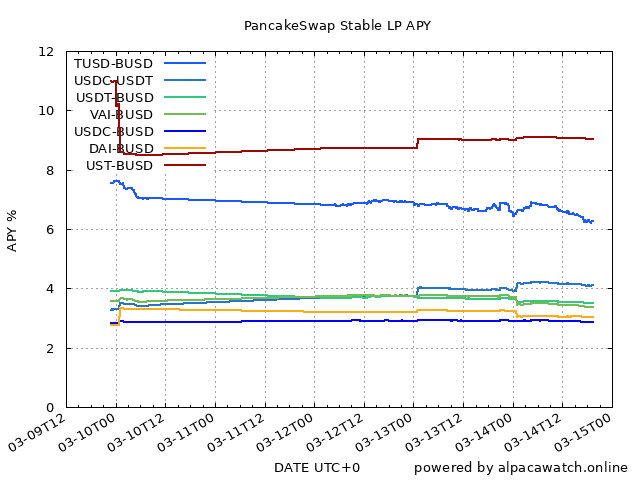 PancakeSwap Stable LP APY
12
10
8
6
4
2
0
APY %
TUSD-BUSD
USDC-USDT
USDT-BUSD
VAI-BUSD
USDC-BUSD
DAI-BUSD
UST-BUSD
03-09T12
03-10T00
03-10T12
03-11T00
03-11T12
03-12T00
03-12T12
03-13T00
03-13T12
03-14T00
03-14T12
03-15T00
DATE UTC+0
powered by alpacawatch.online